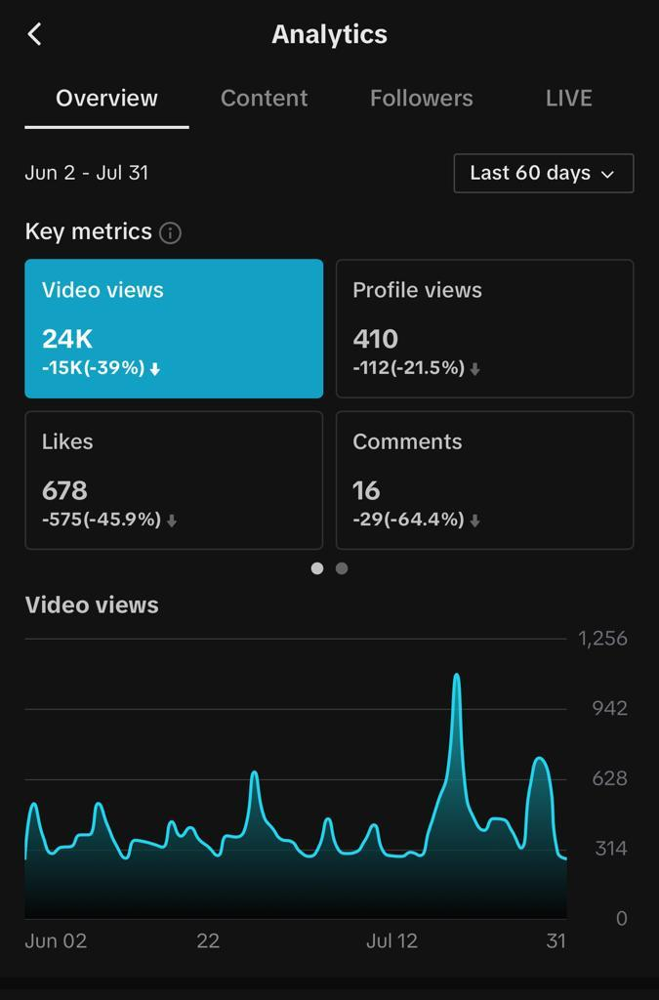 Analytics
Overview Content Followers LIVE
Jun 2 - Jul 31 Last 60 days
Key metrics
Video views
24K
-15K(-39%)
Profile views
410
-112(-21.5%)
Likes
678
-575(-45.9%)
Comments
16
-29(-64.4%)
Video views
1,256
942
628
314
0
Jun 02 22 Jul 12 31